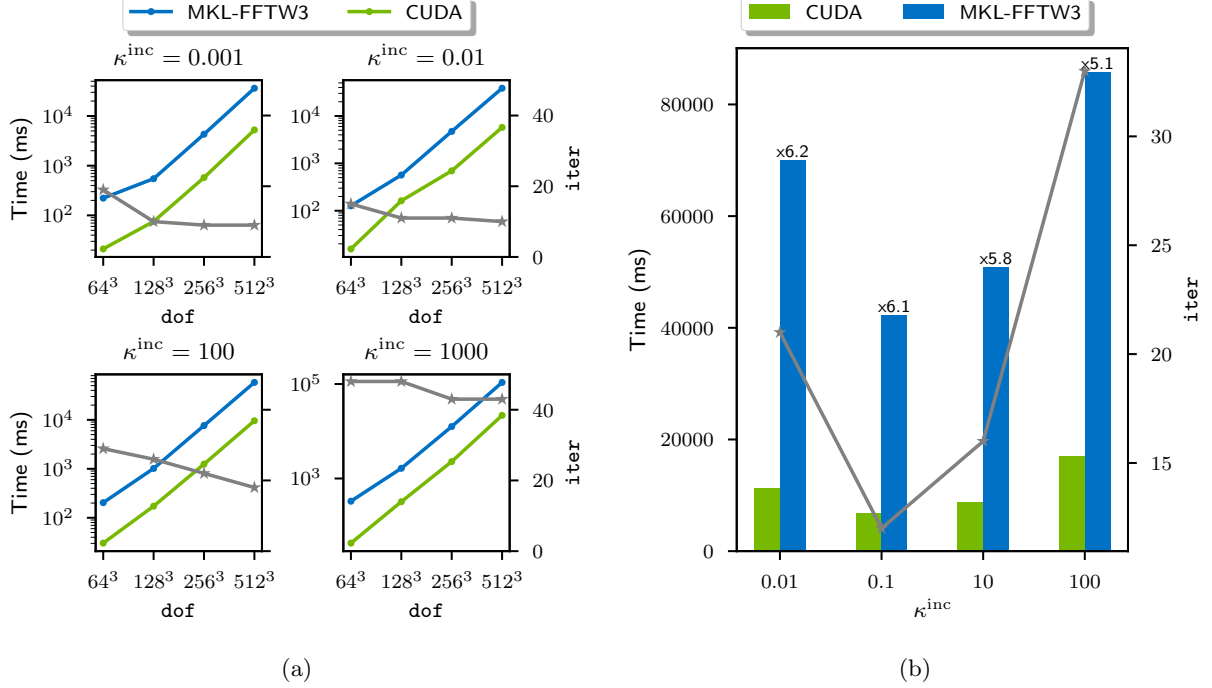 MKL-FFTW3 CUDA
κ^inc = 0.001 κ^inc = 0.01
Time (ms)
10^4
10^3
10^2
64^3 128^3 256^3 512^3
dof
10^4
10^3
10^2
64^3 128^3 256^3 512^3
dof
40
20
0
iter
κ^inc = 100 κ^inc = 1000
Time (ms)
10^4
10^3
10^2
64^3 128^3 256^3 512^3
dof
10^5
10^3
64^3 128^3 256^3 512^3
dof
40
20
0
iter
(a)
CUDA MKL-FFTW3
Time (ms)
80000
60000
40000
20000
0
x6.2
x6.1
x5.8
x5.1
30
25
20
15
iter
0.01 0.1 10 100
κ^inc
(b)